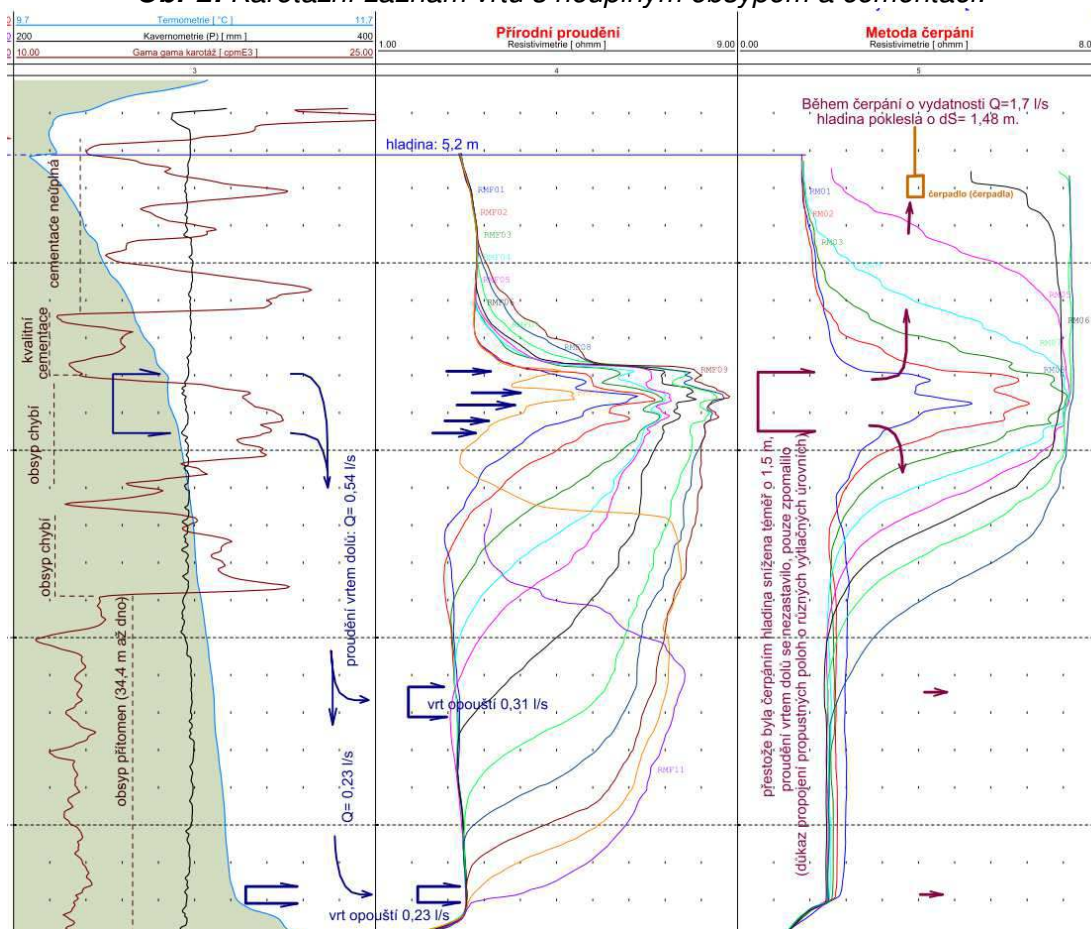 Obr 2: Karotážní záznam vrtu s neúplným obsypem a cementací.
9.7 Termometrie [ °C ] 11.7
200 Kavernometrie (P) [ mm ] 400
10.00 Gama gama karotáž [ cpmE3 ] 25.00
3
Přírodní proudění
1.00 Resistivimetrie [ ohmm ] 9.00
4
Metoda čerpání
0.00 Resistivimetrie [ ohmm ] 8.0
5
Během čerpání o vydatnosti Q=1,7 l/s
hladina poklesla o dS= 1,48 m.
hladina: 5,2 m
čerpadlo (čerpadla)
cementace neúplná
kvalitní
cementace
obsyp chybí
obsyp chybí
obsyp přítomen (34,4 m až dno)
proudění vrtem dolů: Q= 0,54 l/s
Q= 0,23 l/s
RMF01
RMF02
RMF03
RMF05
RMF08
RMF09
RMF11
vrt opouští 0,31 l/s
vrt opouští 0,23 l/s
RM01
RM02
RM03
RM06
přestože byla čerpáním hladina snížena téměř o 1,5 m,
proudění vrtem dolů se nezastavilo, pouze zpomalilo
(důkaz propojení propustných poloh o různých výtlačných úrovních)